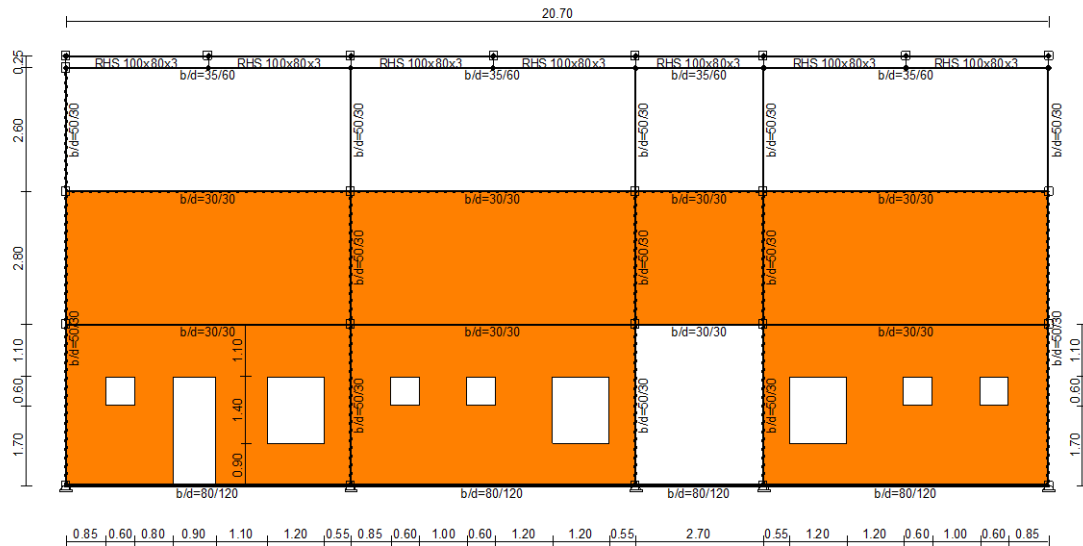 20.70
0.25
RHS 100x80x3 RHS 100x80x3 RHS 100x80x3 RHS 100x80x3 RHS 100x80x3 RHS 100x80x3 RHS 100x80x3
b/d=35/60 b/d=35/60 b/d=35/60 b/d=35/60
2.60
b/d=50/30 b/d=50/30 b/d=50/30 b/d=50/30
b/d=30/30 b/d=30/30 b/d=30/30 b/d=30/30
2.80
b/d=50/30 b/d=50/30 b/d=50/30
b/d=30/30 b/d=30/30 b/d=30/30 b/d=30/30
b/d=50/30 b/d=50/30
1.10 1.10 1.10
0.60 0.60
1.40
b/d=50/30 b/d=50/30 b/d=50/30
1.70 0.90 1.70
b/d=80/120 b/d=80/120 b/d=80/120 b/d=80/120
0.85 0.60 0.80 0.90 1.10 1.20 0.55 0.85 0.60 1.00 0.60 1.20 1.20 0.55 2.70 0.55 1.20 1.20 0.60 1.00 0.60 0.85